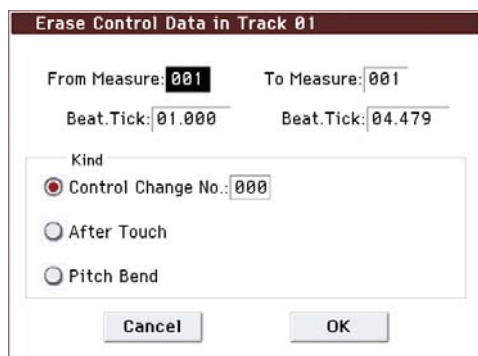 Erase Control Data in Track 01
From Measure: 001 To Measure: 001
Beat.Tick: 01.000 Beat.Tick: 04.479
Kind
Control Change No.: 000
After Touch
Pitch Bend
Cancel OK